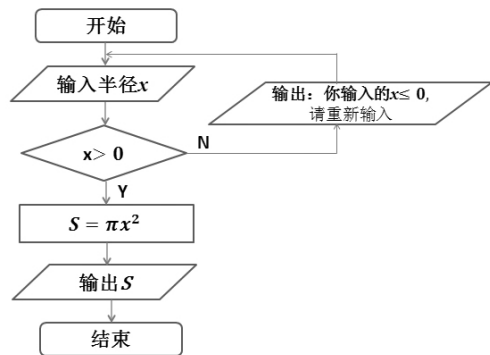 开始
输入半径x
输出：你输入的x≤ 0,
请重新输入
x> 0
N
Y
S = πx²
输出S
结束